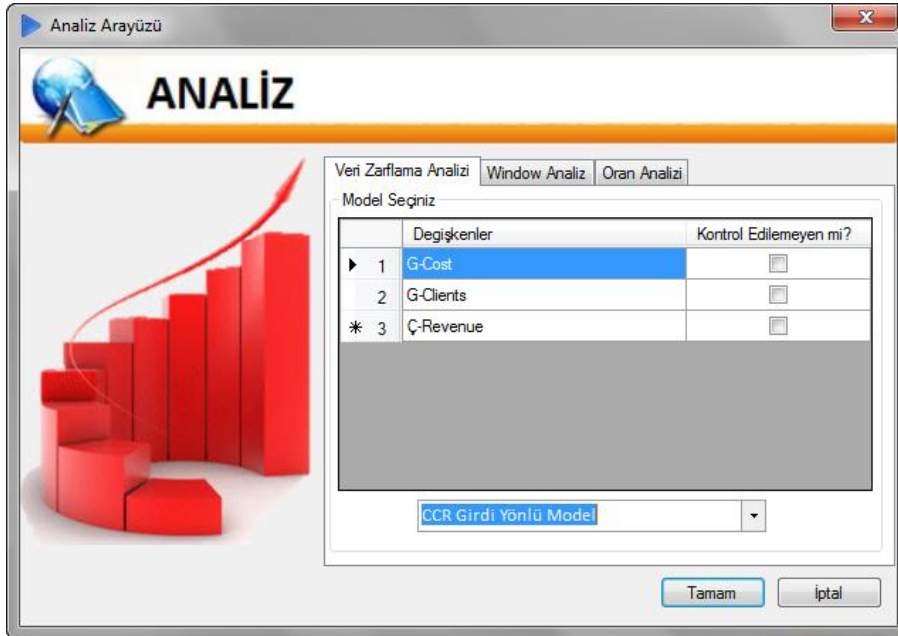 Analiz Arayüzü
ANALİZ
Veri Zarflama Analizi Window Analiz Oran Analizi
Model Seçiniz
Degişkenler Kontrol Edilemeyen mi?
1 G-Cost
2 G-Clients
3 Ç-Revenue
CCR Girdi Yönlü Model
Tamam İptal